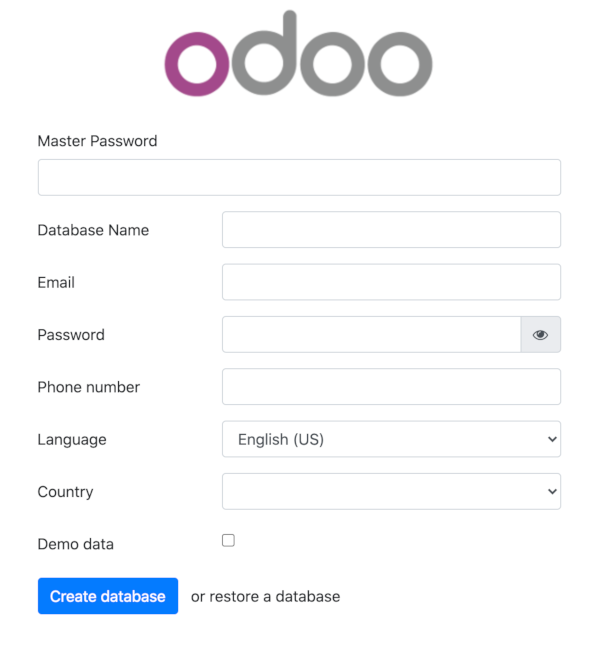 odoo
Master Password
Database Name
Email
Password
Phone number
Language English (US)
Country
Demo data
Create database or restore a database